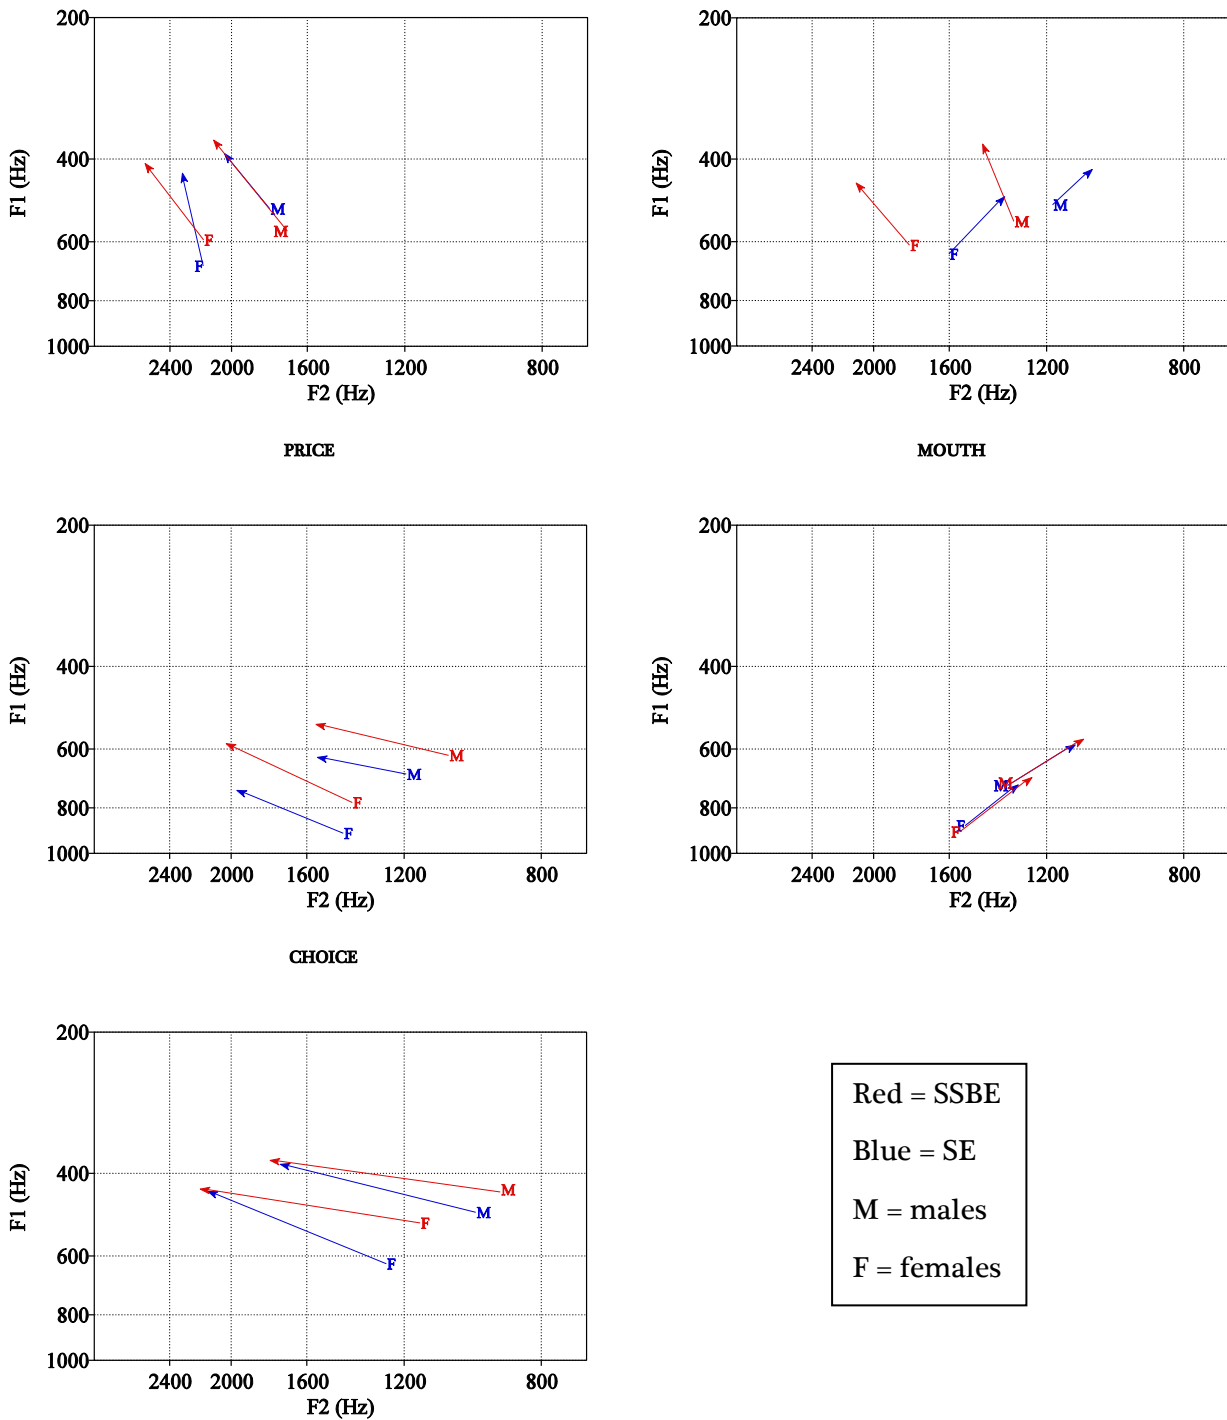 200
400
600
800
1000
F1 (Hz)
2400 2000 1600 1200 800
F2 (Hz)
F
F
M
M
200
400
600
800
1000
F1 (Hz)
2400 2000 1600 1200 800
F2 (Hz)
F
F
M
M
PRICE
MOUTH
200
400
600
800
1000
F1 (Hz)
2400 2000 1600 1200 800
F2 (Hz)
M
M
F
F
200
400
600
800
1000
F1 (Hz)
2400 2000 1600 1200 800
F2 (Hz)
M
M
F
F
CHOICE
200
400
600
800
1000
F1 (Hz)
2400 2000 1600 1200 800
F2 (Hz)
M
M
F
F
Red = SSBE
Blue = SE
M = males
F = females